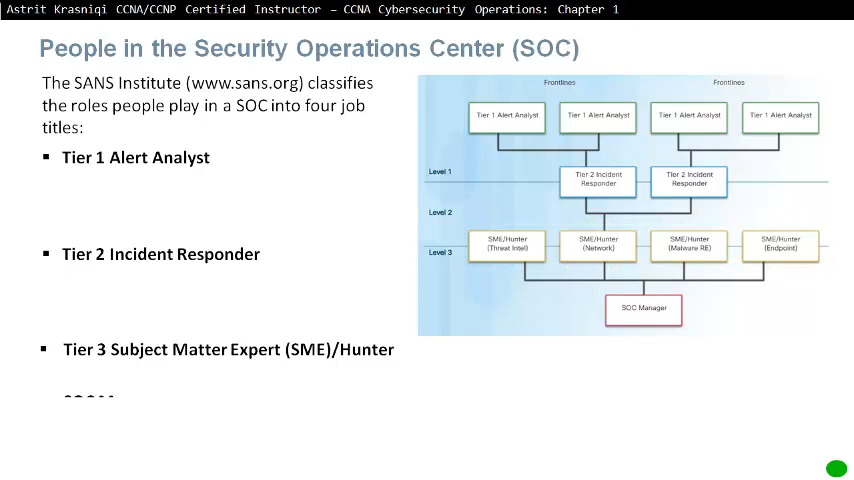 Astrit Krasniqi CCNA/CCNP Certified Instructor – CCNA Cybersecurity Operations: Chapter 1
People in the Security Operations Center (SOC)
The SANS Institute (www.sans.org) classifies
the roles people play in a SOC into four job
titles:
▪ Tier 1 Alert Analyst
▪ Tier 2 Incident Responder
▪ Tier 3 Subject Matter Expert (SME)/Hunter
Frontlines Frontlines
Tier 1 Alert Analyst Tier 1 Alert Analyst Tier 1 Alert Analyst Tier 1 Alert Analyst
Level 1
Tier 2 Incident Tier 2 Incident
Responder Responder
Level 2
SME/Hunter SME/Hunter SME/Hunter SME/Hunter
(Threat Intel) (Network) (Malware RE) (Endpoint)
Level 3
SOC Manager